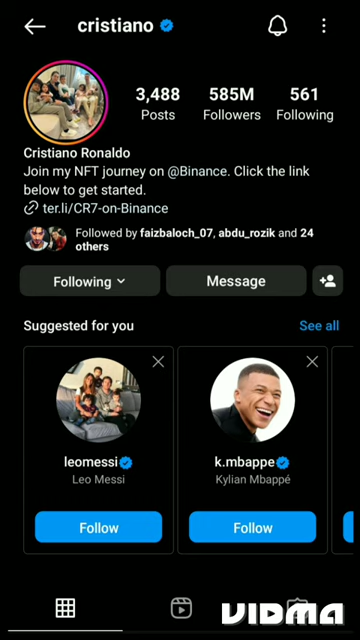 cristiano
3,488 585M 561
Posts Followers Following
Cristiano Ronaldo
Join my NFT journey on @Binance. Click the link
below to get started.
ter.li/CR7-on-Binance
Followed by faizbaloch_07, abdu_rozik and 24
others
Following Message
Suggested for you See all
leomessi k.mbappe
Leo Messi Kylian Mbappé
Follow Follow
VIDMA